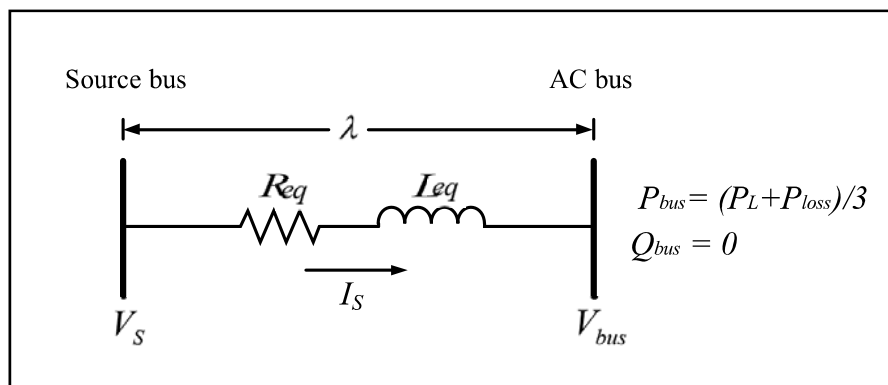 Source bus
AC bus
λ
Req
Leq
Pbus = (PL+Ploss)/3
Qbus = 0
IS
VS
Vbus